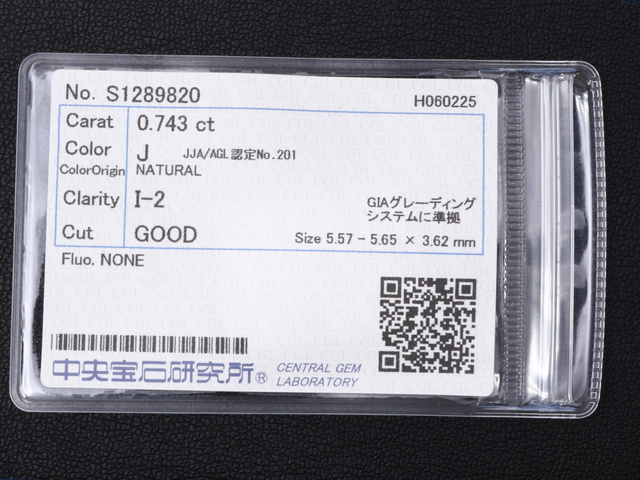 No. S1289820
H060225
Carat 0.743 ct
Color J JJA/AGL認定No.201
ColorOrigin NATURAL
Clarity I-2
GIAグレーディング
システムに準拠
Cut GOOD Size 5.57 - 5.65 × 3.62 mm
Fluo. NONE
中央宝石研究所® CENTRAL GEM
LABORATORY